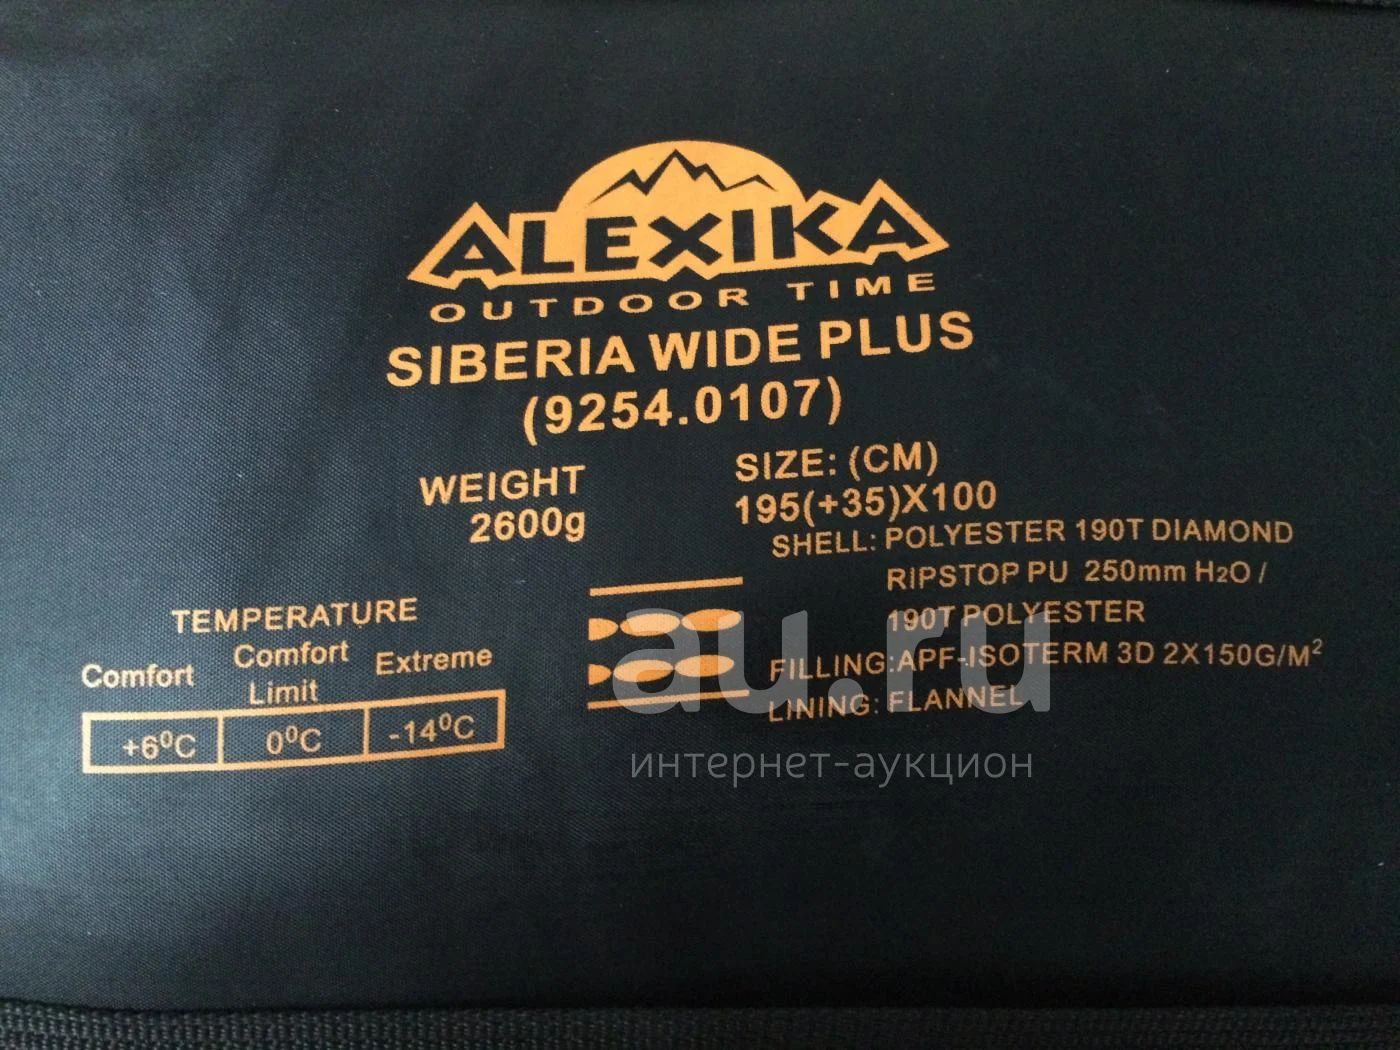 ALEXIKA
OUTDOOR TIME
SIBERIA WIDE PLUS
(9254.0107)
WEIGHT
2600g
SIZE: (CM)
195(+35)X100
SHELL: POLYESTER 190T DIAMOND
RIPSTOP PU 250mm H2O /
190T POLYESTER
FILLING:APF-ISOTERM 3D 2X150G/M²
LINING: FLANNEL
TEMPERATURE
Comfort Comfort Limit Extreme
+6⁰C 0⁰C -14⁰C
au.ru
интернет-аукцион